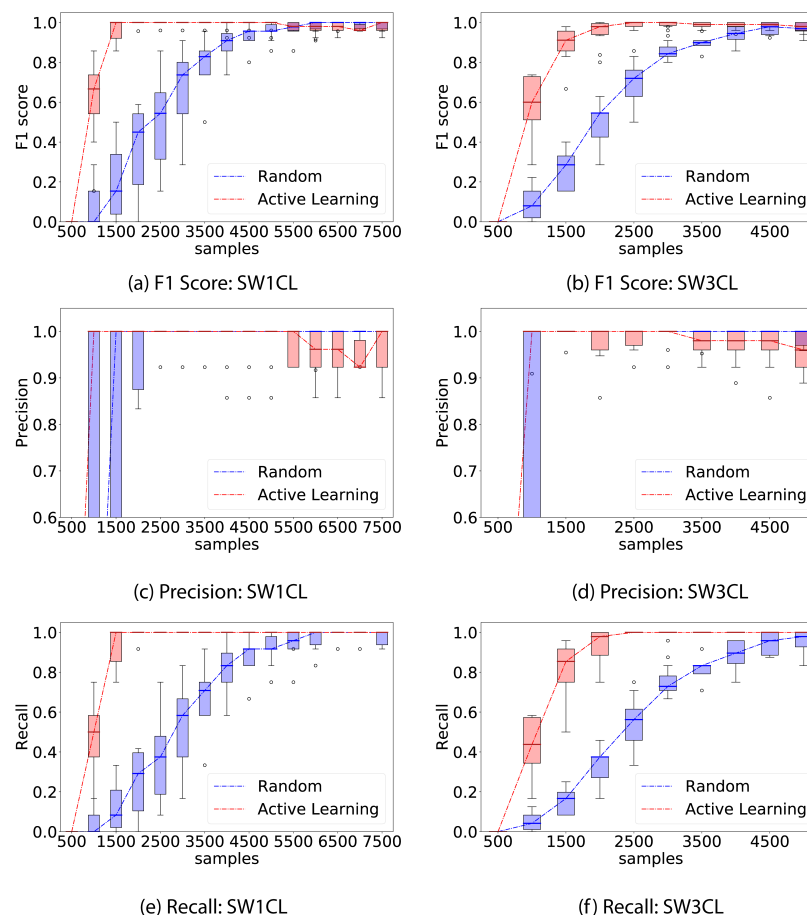 F1 score
1.0
0.8
0.6
0.4
0.2
0.0
Random
Active Learning
500 1500 2500 3500 4500 5500 6500 7500
samples
(a) F1 Score: SW1CL
F1 score
1.0
0.8
0.6
0.4
0.2
0.0
Random
Active Learning
500 1500 2500 3500 4500
samples
(b) F1 Score: SW3CL
Precision
1.0
0.9
0.8
0.7
0.6
Random
Active Learning
500 1500 2500 3500 4500 5500 6500 7500
samples
(c) Precision: SW1CL
Precision
1.0
0.9
0.8
0.7
0.6
Random
Active Learning
500 1500 2500 3500 4500
samples
(d) Precision: SW3CL
Recall
1.0
0.8
0.6
0.4
0.2
0.0
Random
Active Learning
500 1500 2500 3500 4500 5500 6500 7500
samples
(e) Recall: SW1CL
Recall
1.0
0.8
0.6
0.4
0.2
0.0
Random
Active Learning
500 1500 2500 3500 4500
samples
(f) Recall: SW3CL